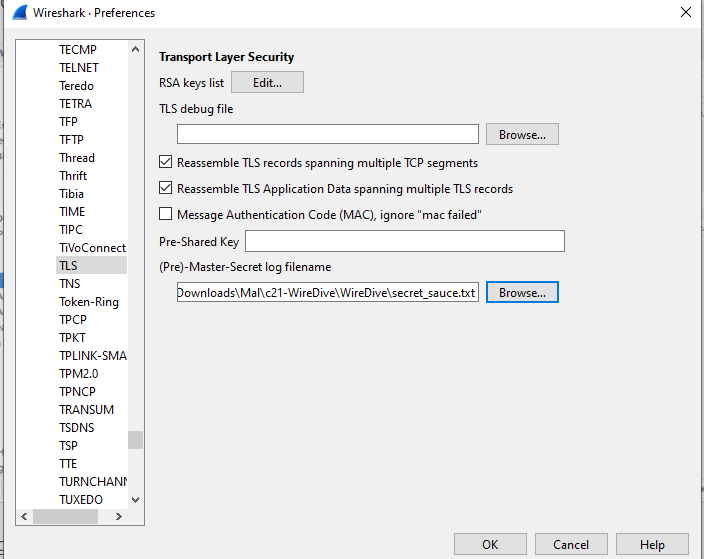 Wireshark · Preferences
TECMP
TELNET
Teredo
TETRA
TFP
TFTP
Thread
Thrift
Tibia
TIME
TIPC
TiVoConnect
TLS
TNS
Token-Ring
TPCP
TPKT
TPLINK-SMA
TPM2.0
TPNCP
TRANSUM
TSDNS
TSP
TTE
TURNCHANN
TUXEDO
Transport Layer Security
RSA keys list Edit...
TLS debug file
Browse...
Reassemble TLS records spanning multiple TCP segments
Reassemble TLS Application Data spanning multiple TLS records
Message Authentication Code (MAC), ignore "mac failed"
Pre-Shared Key
(Pre)-Master-Secret log filename
Downloads\Mal\c21-WireDive\WireDive\secret_sauce.txt Browse...
OK Cancel Help